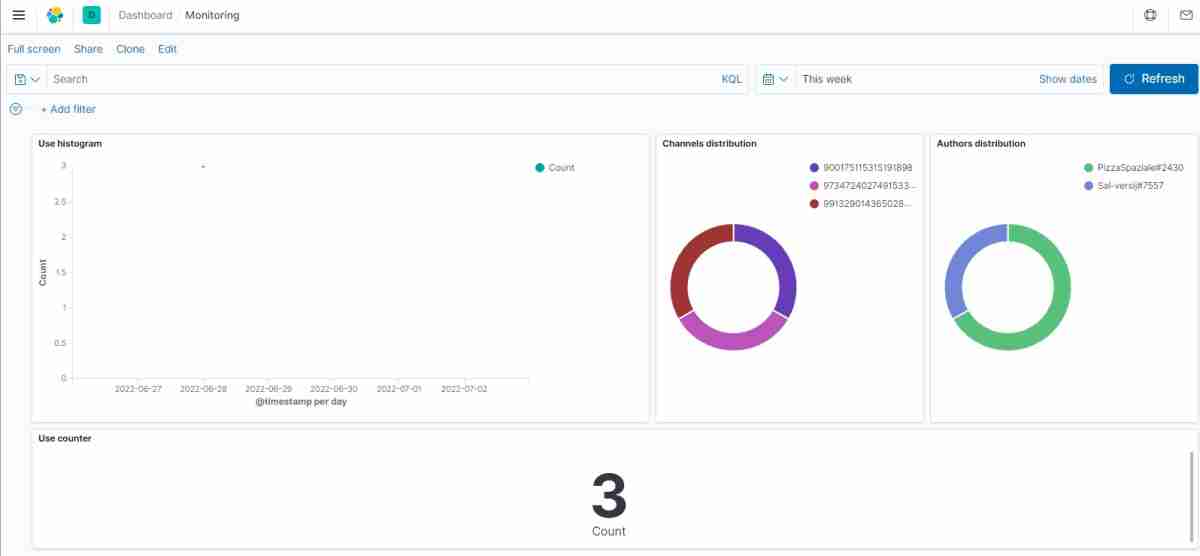 D Dashboard Monitoring
Full screen Share Clone Edit
Search KQL This week Show dates Refresh
+ Add filter
Use histogram
3
2.5
2
1.5
1
0.5
0
Count
2022-06-27 2022-06-28 2022-06-29 2022-06-30 2022-07-01 2022-07-02
@timestamp per day
Count
Channels distribution
900175115315191898
9734724027491533...
991329014365028...
Authors distribution
PizzaSpaziale#2430
Sal-versij#7557
Use counter
3
Count